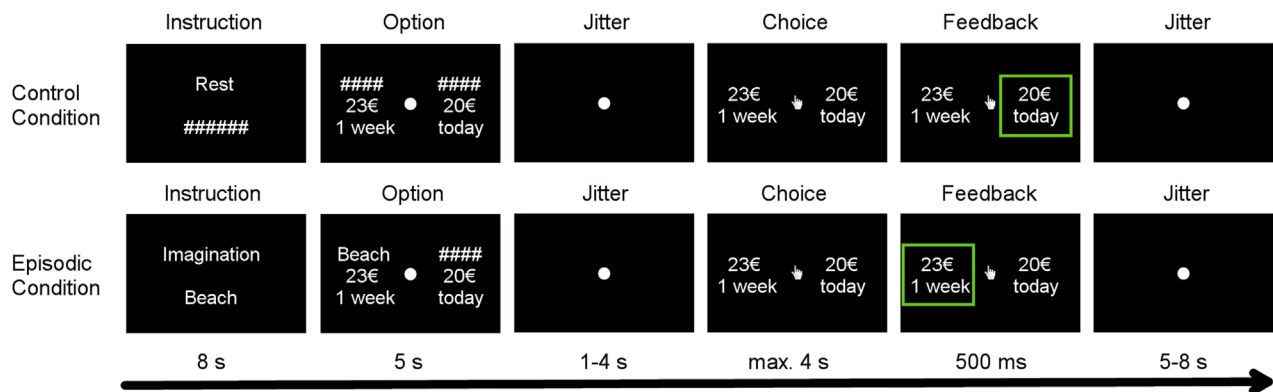 Instruction Option Jitter Choice Feedback Jitter
Control
Condition
Rest
######
#### ####
23€ 20€
1 week today
23€ 20€
1 week today
23€ 20€
1 week today
Instruction Option Jitter Choice Feedback Jitter
Episodic
Condition
Imagination
Beach
Beach ####
23€ 20€
1 week today
23€ 20€
1 week today
23€ 20€
1 week today
8 s 5 s 1-4 s max. 4 s 500 ms 5-8 s